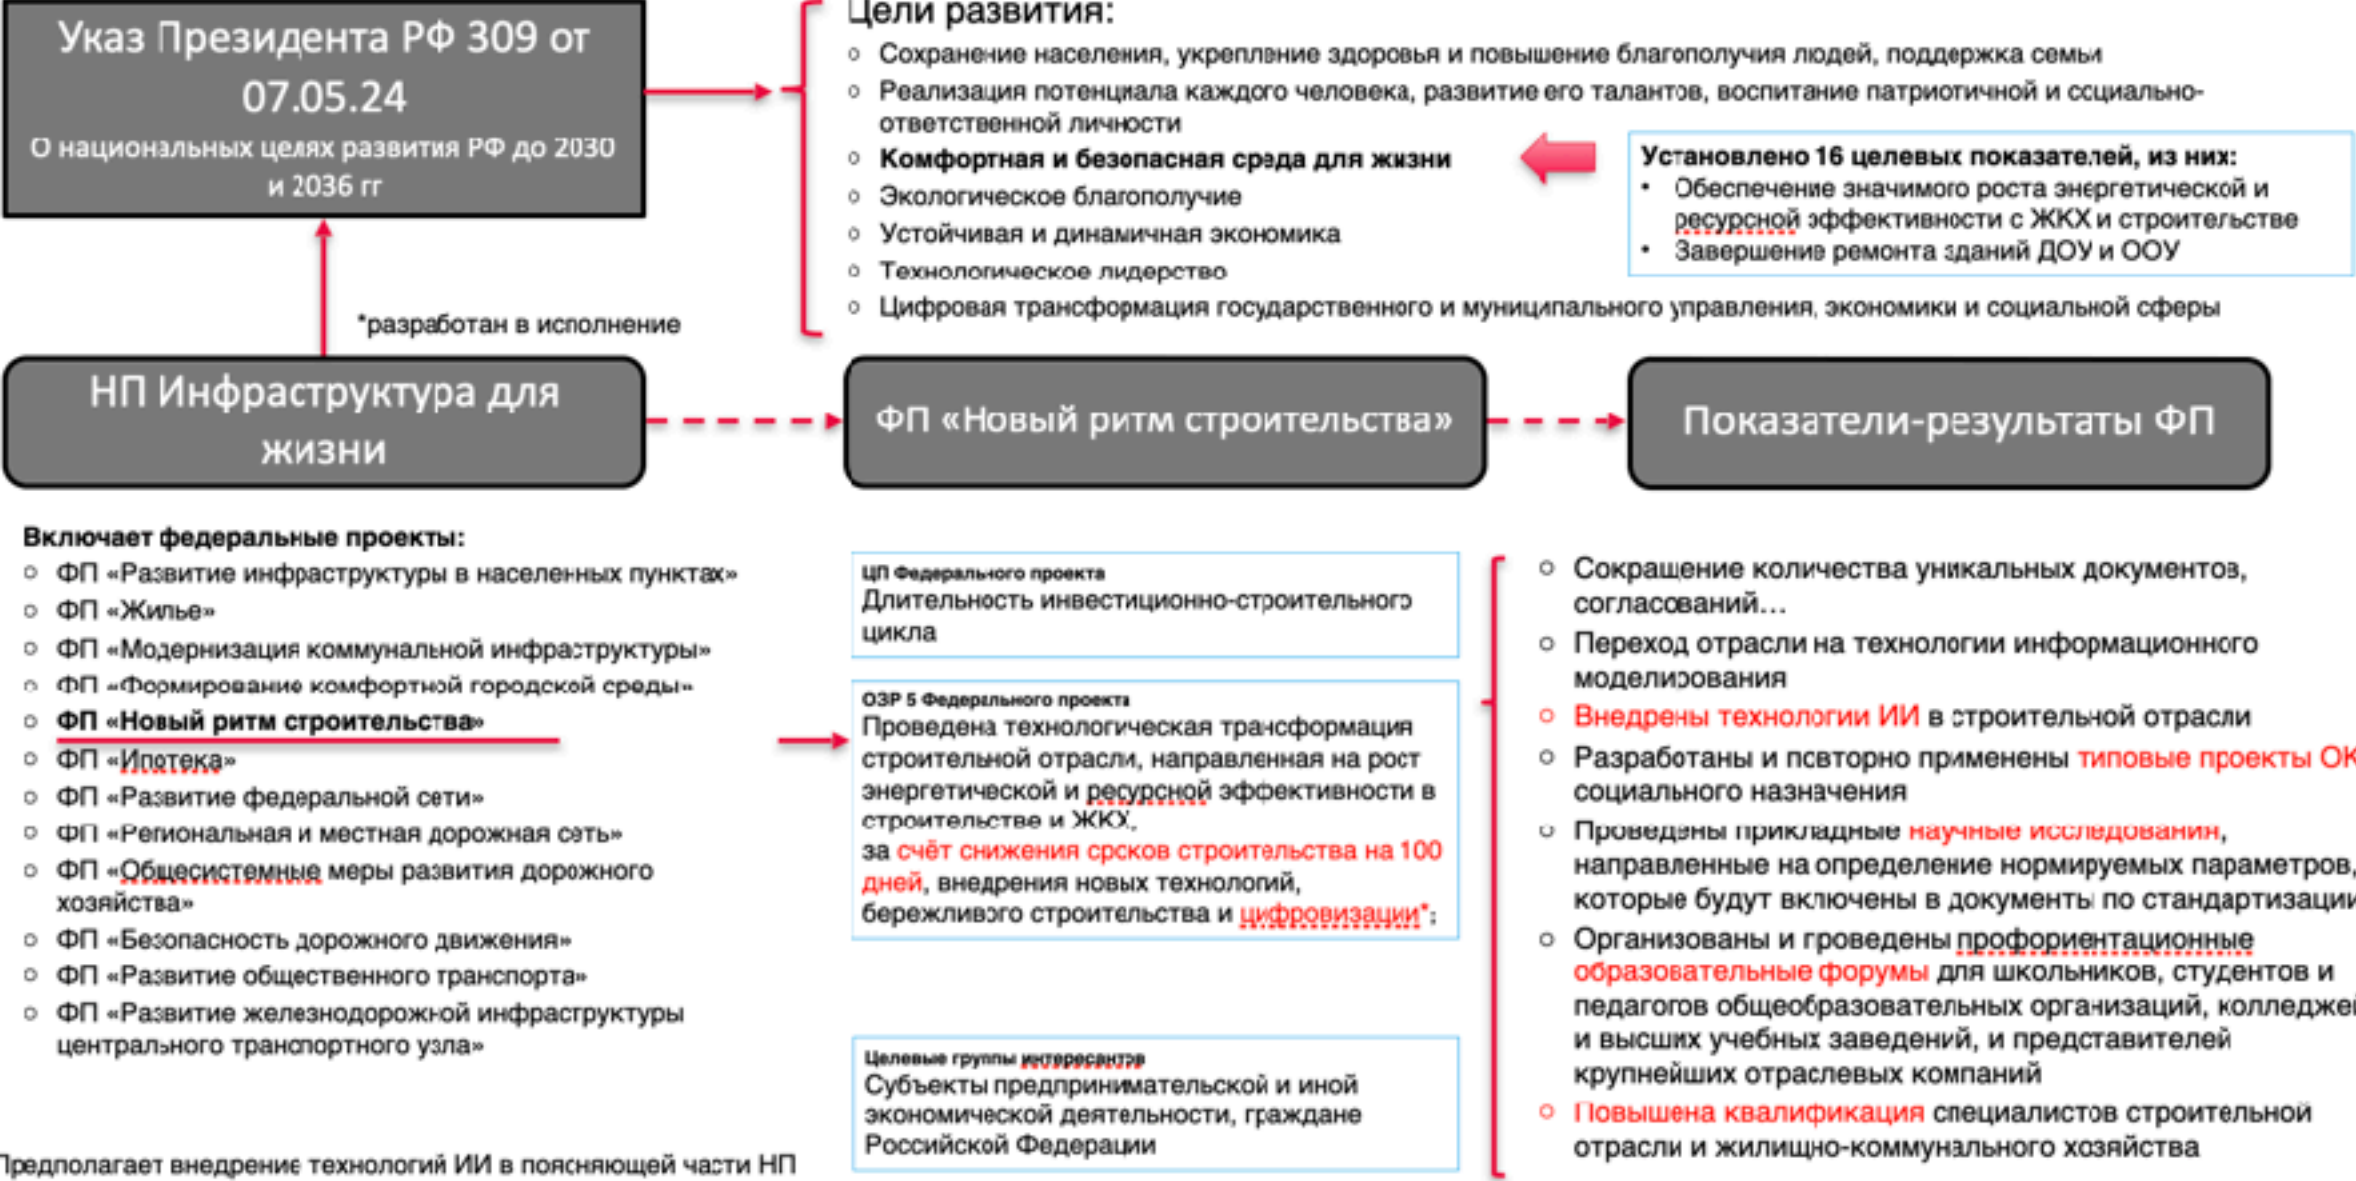 Указ Президента РФ 309 от
07.05.24
О национальных целях развития РФ до 2030
и 2036 гг
Цели развития:
○ Сохранение населения, укрепление здоровья и повышение благополучия людей, поддержка семьи
○ Реализация потенциала каждого человека, развитие его талантов, воспитание патриотичной и социально-
ответственной личности
○ Комфортная и безопасная среда для жизни
○ Экологическое благополучие
○ Устойчивая и динамичная экономика
○ Технологическое лидерство
○ Цифровая трансформация государственного и муниципального управления, экономики и социальной сферы
Установлено 16 целевых показателей, из них:
• Обеспечение значимого роста энергетической и
ресурсной эффективности с ЖКХ и строительстве
• Завершение ремонта зданий ДОУ и ООУ
*разработан в исполнение
НП Инфраструктура для
жизни
ФП «Новый ритм строительства»
Показатели-результаты ФП
Включает федеральные проекты:
○ ФП «Развитие инфраструктуры в населенных пунктах»
○ ФП «Жилье»
○ ФП «Модернизация коммунальной инфраструктуры»
○ ФП «Формирование комфортной городской среды»
○ ФП «Новый ритм строительства»
○ ФП «Ипотека»
○ ФП «Развитие федеральной сети»
○ ФП «Региональная и местная дорожная сеть»
○ ФП «Общесистемные меры развития дорожного
хозяйства»
○ ФП «Безопасность дорожного движения»
○ ФП «Развитие общественного транспорта»
○ ФП «Развитие железнодорожной инфраструктуры
центрального транспортного узла»
Предполагает внедрение технологий ИИ в поясняющей части НП
ЦП Федерального проекта
Длительность инвестиционно-строительного
цикла
ОЗР 5 Федерального проекта
Проведена технологическая трансформация
строительной отрасли, направленная на рост
энергетической и ресурсной эффективности в
строительстве и ЖКХ,
за счёт снижения сроков строительства на 100
дней, внедрения новых технологий,
бережливого строительства и цифровизации*;
Целевые группы интересантов
Субъекты предпринимательской и иной
экономической деятельности, граждане
Российской Федерации
○ Сокращение количества уникальных документов,
согласований...
○ Переход отрасли на технологии информационного
моделирования
○ Внедрены технологии ИИ в строительной отрасли
○ Разработаны и повторно применены типовые проекты ОК
социального назначения
○ Проведены прикладные научные исследования,
направленные на определение нормируемых параметров,
которые будут включены в документы по стандартизации
○ Организованы и проведены профориентационные
образовательные форумы для школьников, студентов и
педагогов общеобразовательных организаций, колледжей
и высших учебных заведений, и представителей
крупнейших отраслевых компаний
○ Повышена квалификация специалистов строительной
отрасли и жилищно-коммунального хозяйства